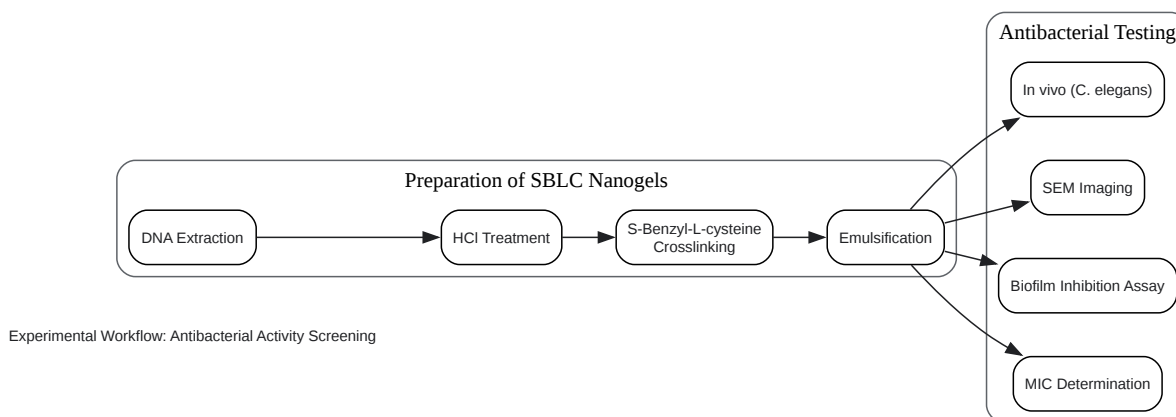 Antibacterial Testing
In vivo (C. elegans)
Preparation of SBLC Nanogels
SEM Imaging
DNA Extraction
HCl Treatment
S-Benzyl-L-cysteine
Crosslinking
Emulsification
Biofilm Inhibition Assay
Experimental Workflow: Antibacterial Activity Screening
MIC Determination